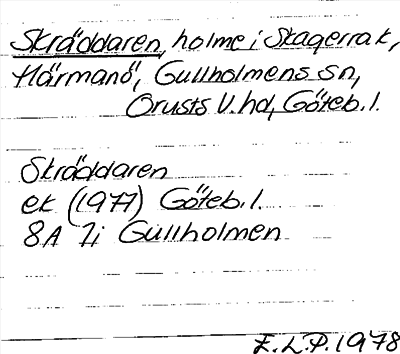 Skräddaren, holme i Skagerrak,
Härmanö, Gullholmens sn,
Orusts V. hd, Göteb. l.
Skräddaren
ek (1977) Göteb. l.
8A 7i Gullholmen
E.L.P. 1978